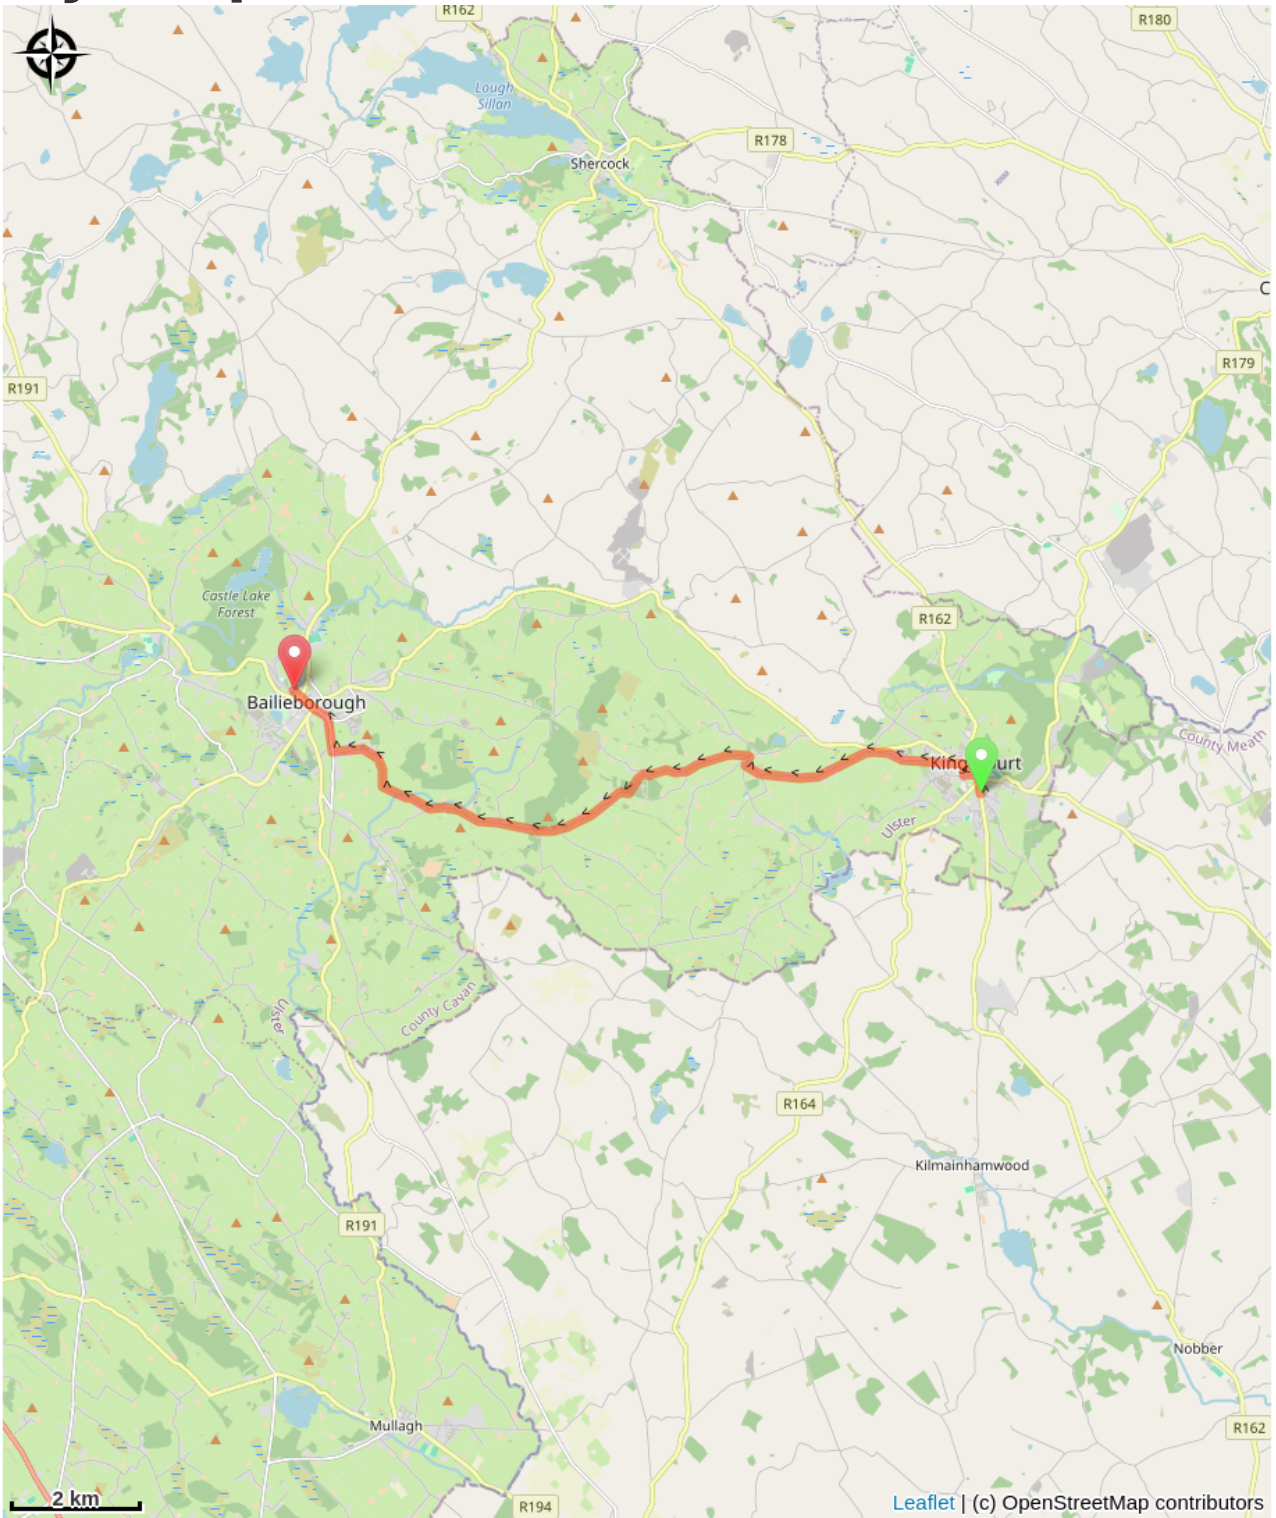 R162
R180
Lough
Sillan
R178
Shercock
C
R179
R191
Castle Lake
Forest
R162
Bailieborough
County Meath
Ulster
County Cavan
Ulster
R164
Kilmainhamwood
R191
Nobber
Mullagh
R162
2 km
R194
Leaflet | (c) OpenStreetMap contributors